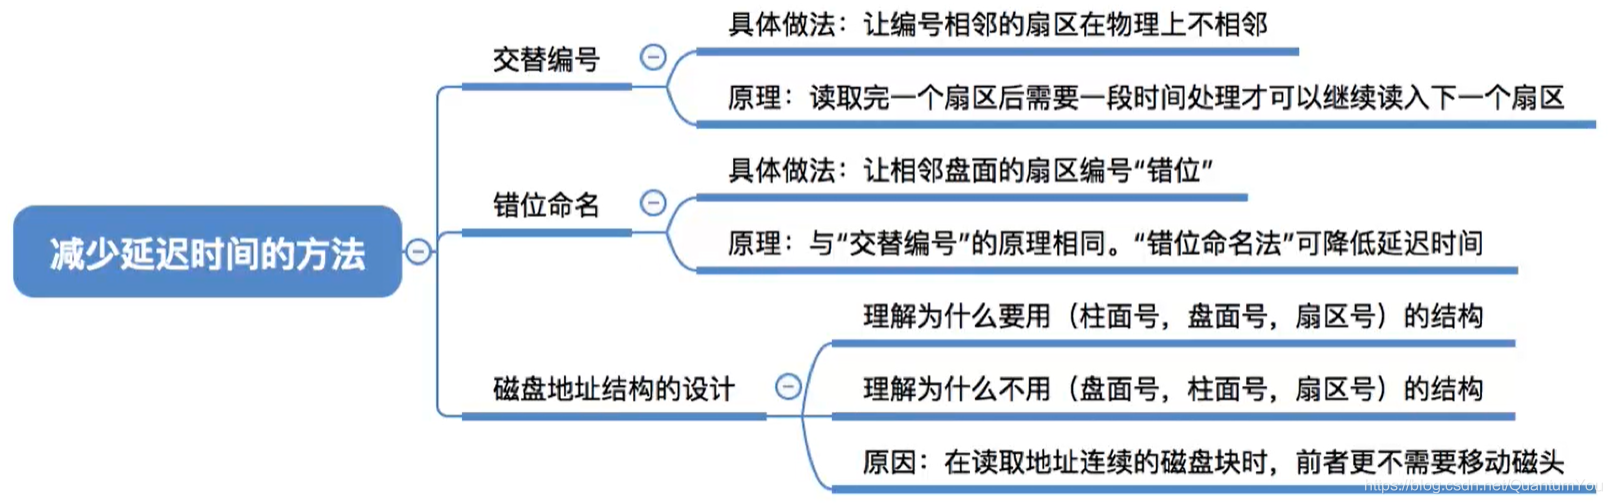 减少延迟时间的方法
交替编号
具体做法：让编号相邻的扇区在物理上不相邻
原理：读取完一个扇区后需要一段时间处理才可以继续读入下一个扇区
错位命名
具体做法：让相邻盘面的扇区编号“错位”
原理：与“交替编号”的原理相同。“错位命名法”可降低延迟时间
磁盘地址结构的设计
理解为什么要用（柱面号，盘面号，扇区号）的结构
理解为什么不用（盘面号，柱面号，扇区号）的结构
原因：在读取地址连续的磁盘块时，前者更不需要移动磁头
https://blog.csdn.net/QuantumYou